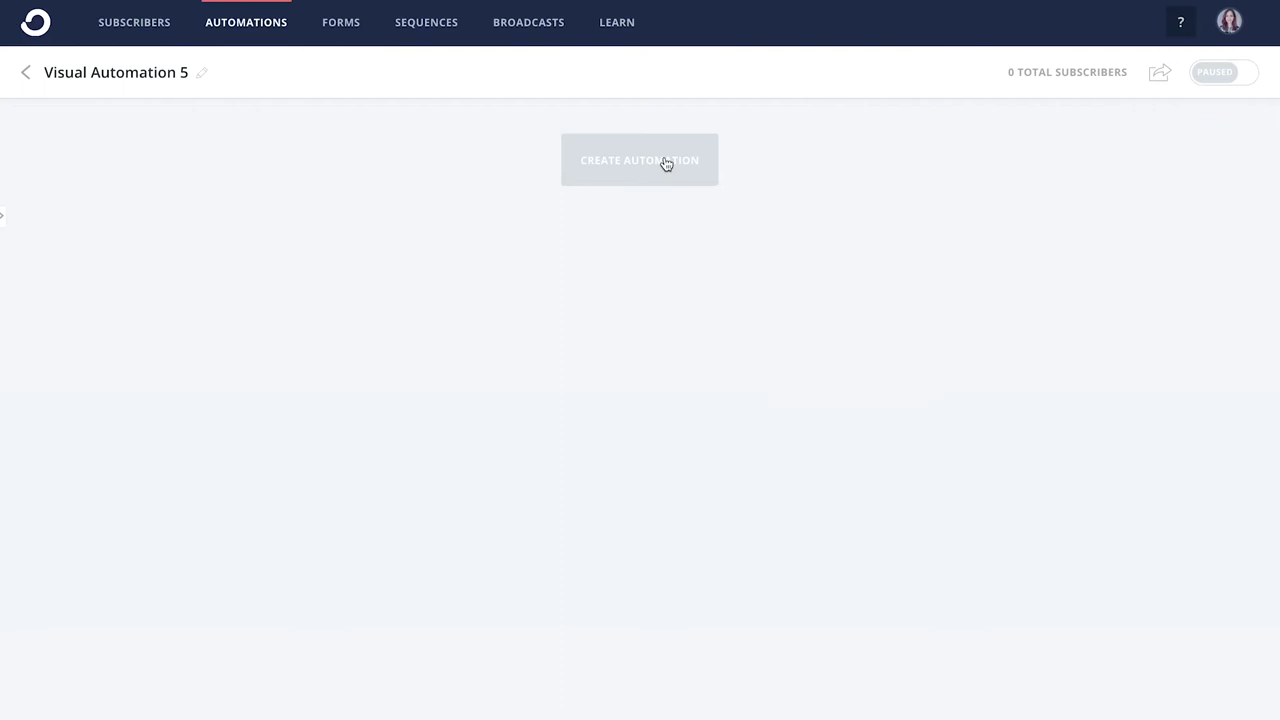 SUBSCRIBERS
AUTOMATIONS
FORMS
SEQUENCES
BROADCASTS
LEARN
?
Visual Automation 5
0 TOTAL SUBSCRIBERS
PAUSED
CREATE AUTOMATION